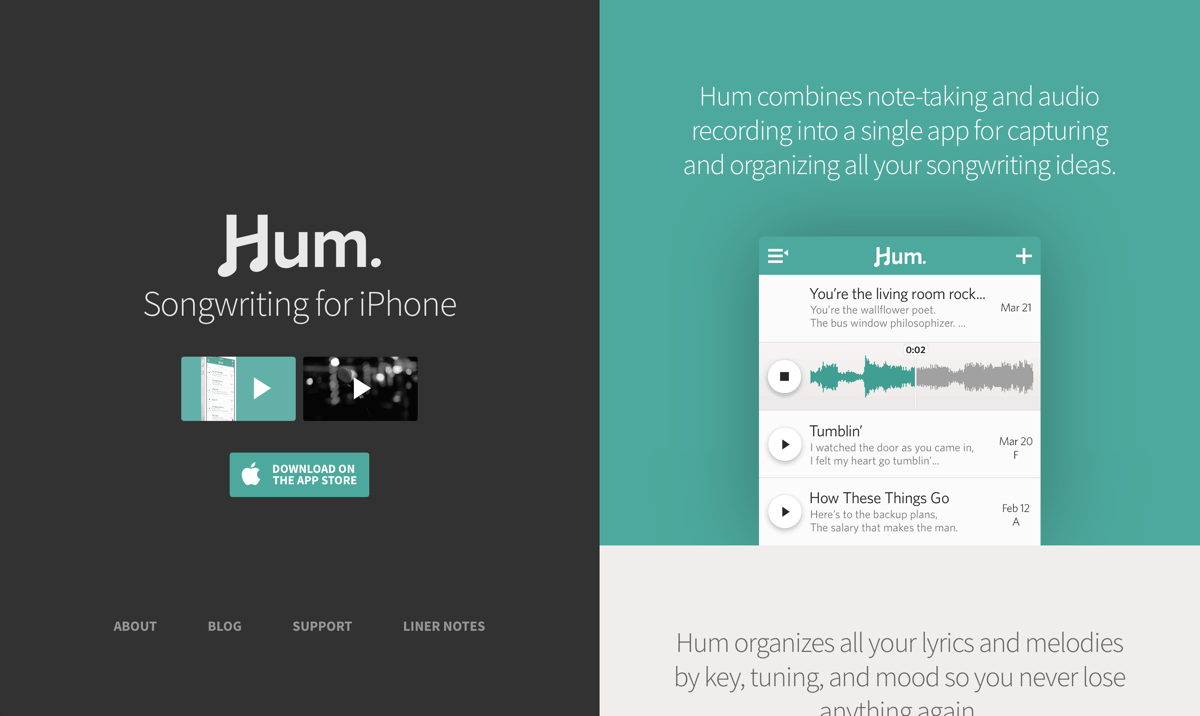 Hum.
Songwriting for iPhone
DOWNLOAD ON
THE APP STORE
ABOUT
BLOG
SUPPORT
LINER NOTES
Hum combines note-taking and audio
recording into a single app for capturing
and organizing all your songwriting ideas.
Hum.
You're the living room rock...
You're the wallflower poet.
The bus window philosophizer. ...
Mar 21
0:02
Tumblin'
I watched the door as you came in,
I felt my heart go tumblin'...
Mar 20
F
How These Things Go
Here's to the backup plans,
The salary that makes the man.
Feb 12
A
Hum organizes all your lyrics and melodies
by key, tuning, and mood so you never lose
anything again